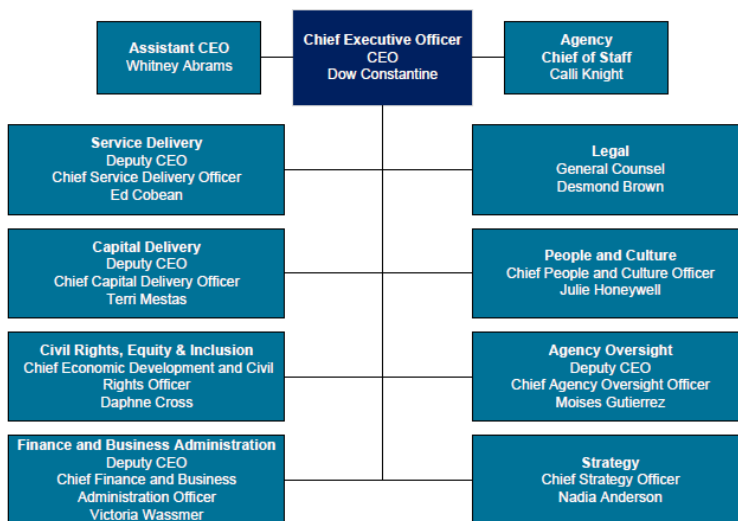 Assistant CEO
Whitney Abrams
Chief Executive Officer
CEO
Dow Constantine
Agency
Chief of Staff
Calli Knight
Service Delivery
Deputy CEO
Chief Service Delivery Officer
Ed Cobean
Legal
General Counsel
Desmond Brown
Capital Delivery
Deputy CEO
Chief Capital Delivery Officer
Terri Mestas
People and Culture
Chief People and Culture Officer
Julie Honeywell
Civil Rights, Equity & Inclusion
Chief Economic Development and Civil
Rights Officer
Daphne Cross
Agency Oversight
Deputy CEO
Chief Agency Oversight Officer
Moises Gutierrez
Finance and Business Administration
Deputy CEO
Chief Finance and Business
Administration Officer
Victoria Wassmer
Strategy
Chief Strategy Officer
Nadia Anderson